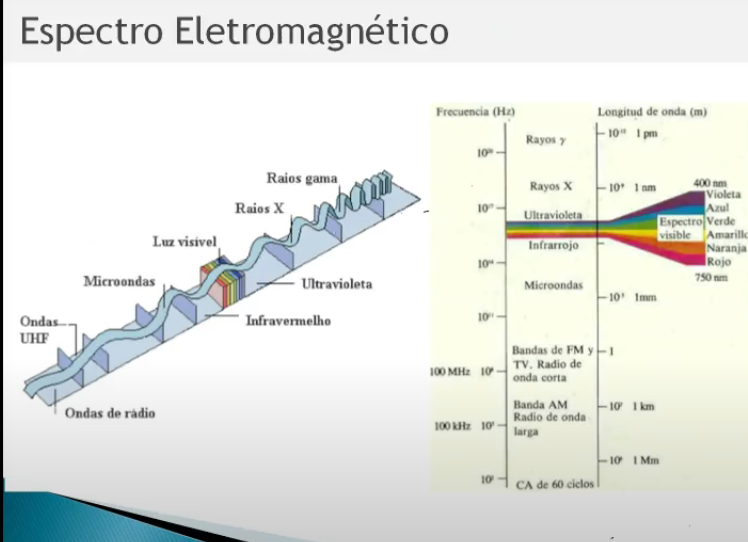 Espectro Eletromagnético
Raios gama
Raios X
Luz visível
Microondas
Ultravioleta
Ondas
UHF
Infravermelho
Ondas de rádio
Frecuencia (Hz)
Longitud de onda (m)
Rayos γ
1 pm
Rayos X
1 nm
400 nm
Violeta
Azul
Ultravioleta
Espectro
visible
Verde
Amarillo
Infrarrojo
Naranja
Rojo
750 nm
Microondas
1mm
Bandas de FM y
TV. Radio de
onda corta
1
100 MHz
Banda AM
Radio de onda
larga
1 km
100 kHz
1 Mm
CA de 60 ciclos